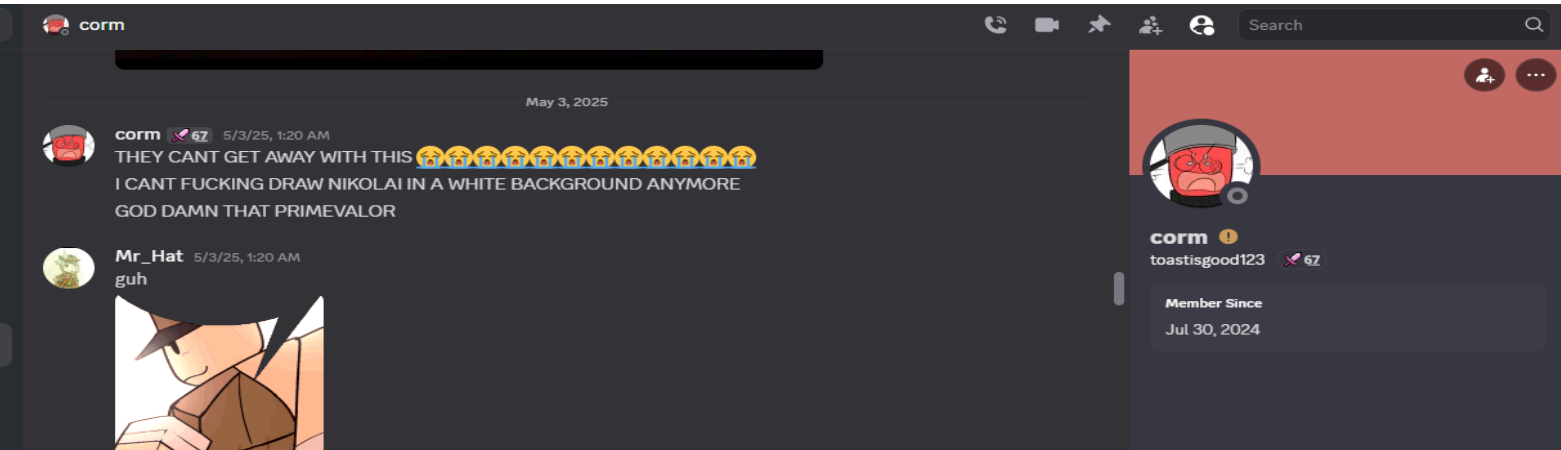 corm
Search
May 3, 2025
corm 67 5/3/25, 1:20 AM
THEY CANT GET AWAY WITH THIS 😭😭😭😭😭😭😭😭😭😭😭😭
I CANT FUCKING DRAW NIKOLAI IN A WHITE BACKGROUND ANYMORE
GOD DAMN THAT PRIMEVALOR
Mr_Hat 5/3/25, 1:20 AM
guh
corm
toastisgood123 67
Member Since
Jul 30, 2024